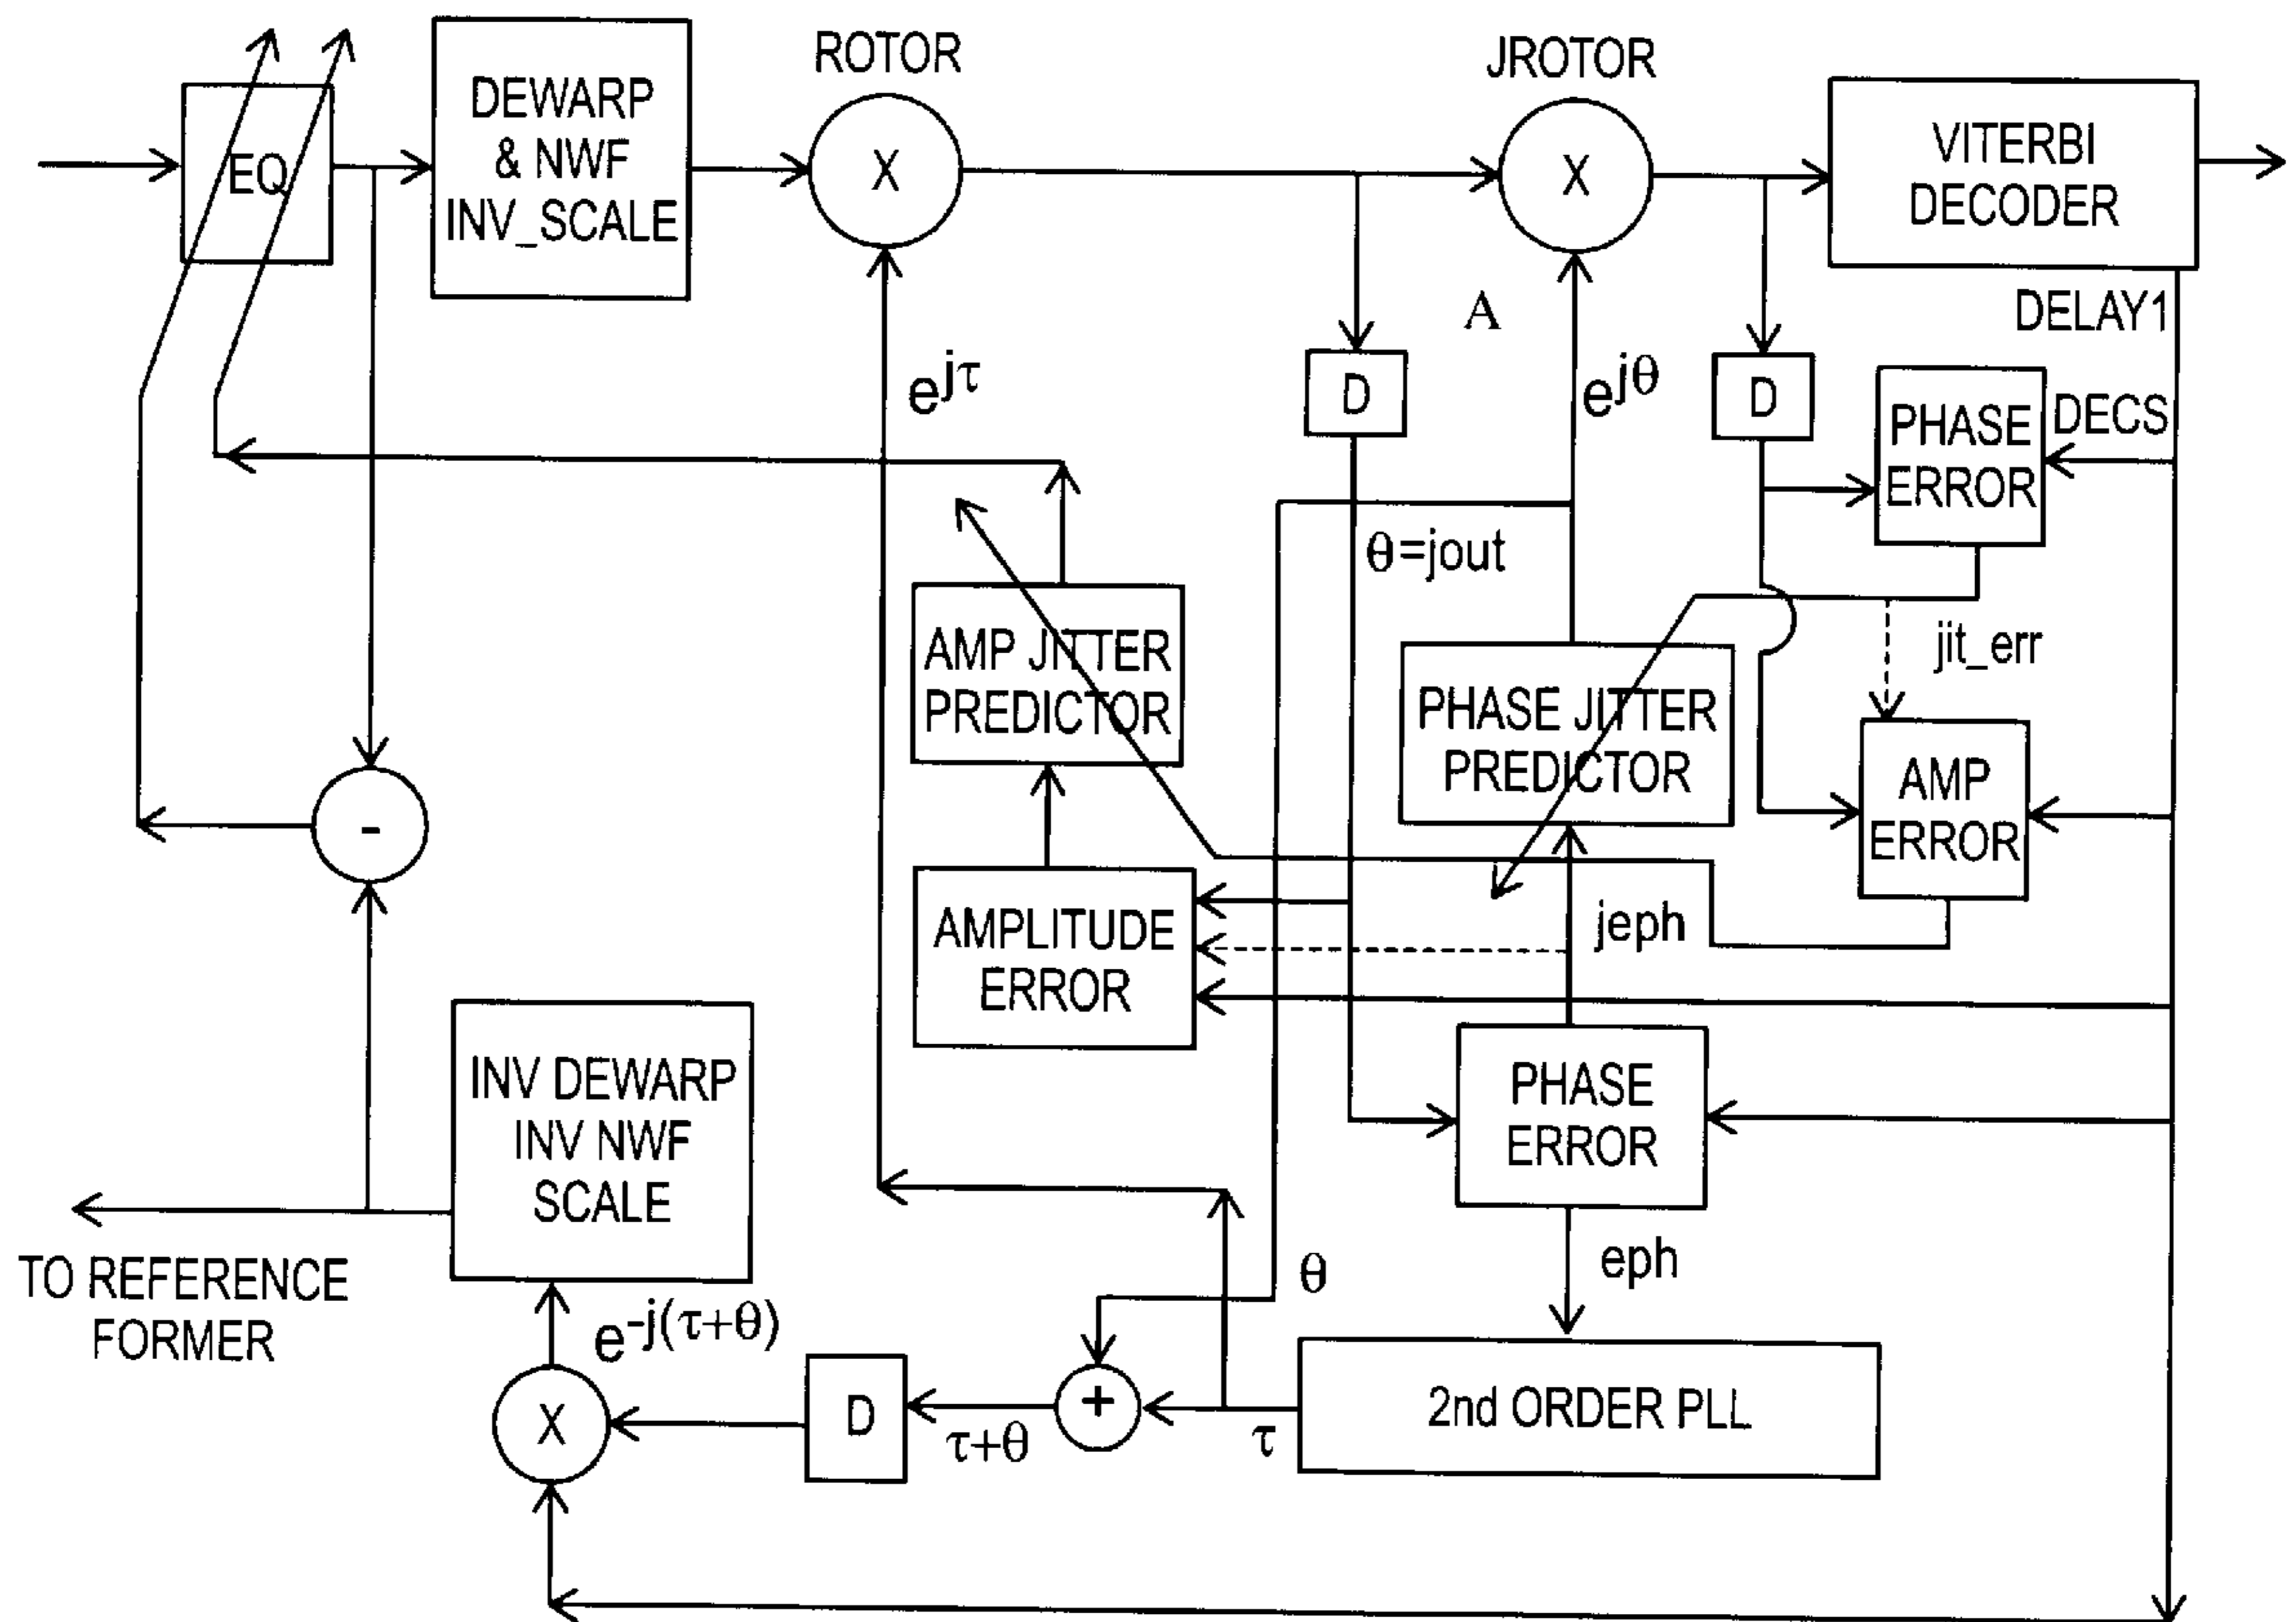 ROTOR
JROTOR
EQ
DEWARP
& NWF
INV_SCALE
X
X
VITERBI
DECODER
DELAY1
A
e^jτ
D
e^jθ
D
PHASE
ERROR
DECS
θ=jout
jit_err
AMP JITTER
PREDICTOR
PHASE JITTER
PREDICTOR
AMP
ERROR
-
AMPLITUDE
ERROR
jeph
INV DEWARP
INV NWF
SCALE
PHASE
ERROR
TO REFERENCE
FORMER
e^-j(τ+θ)
θ
eph
X
D
τ+θ
+
τ
2nd ORDER PLL